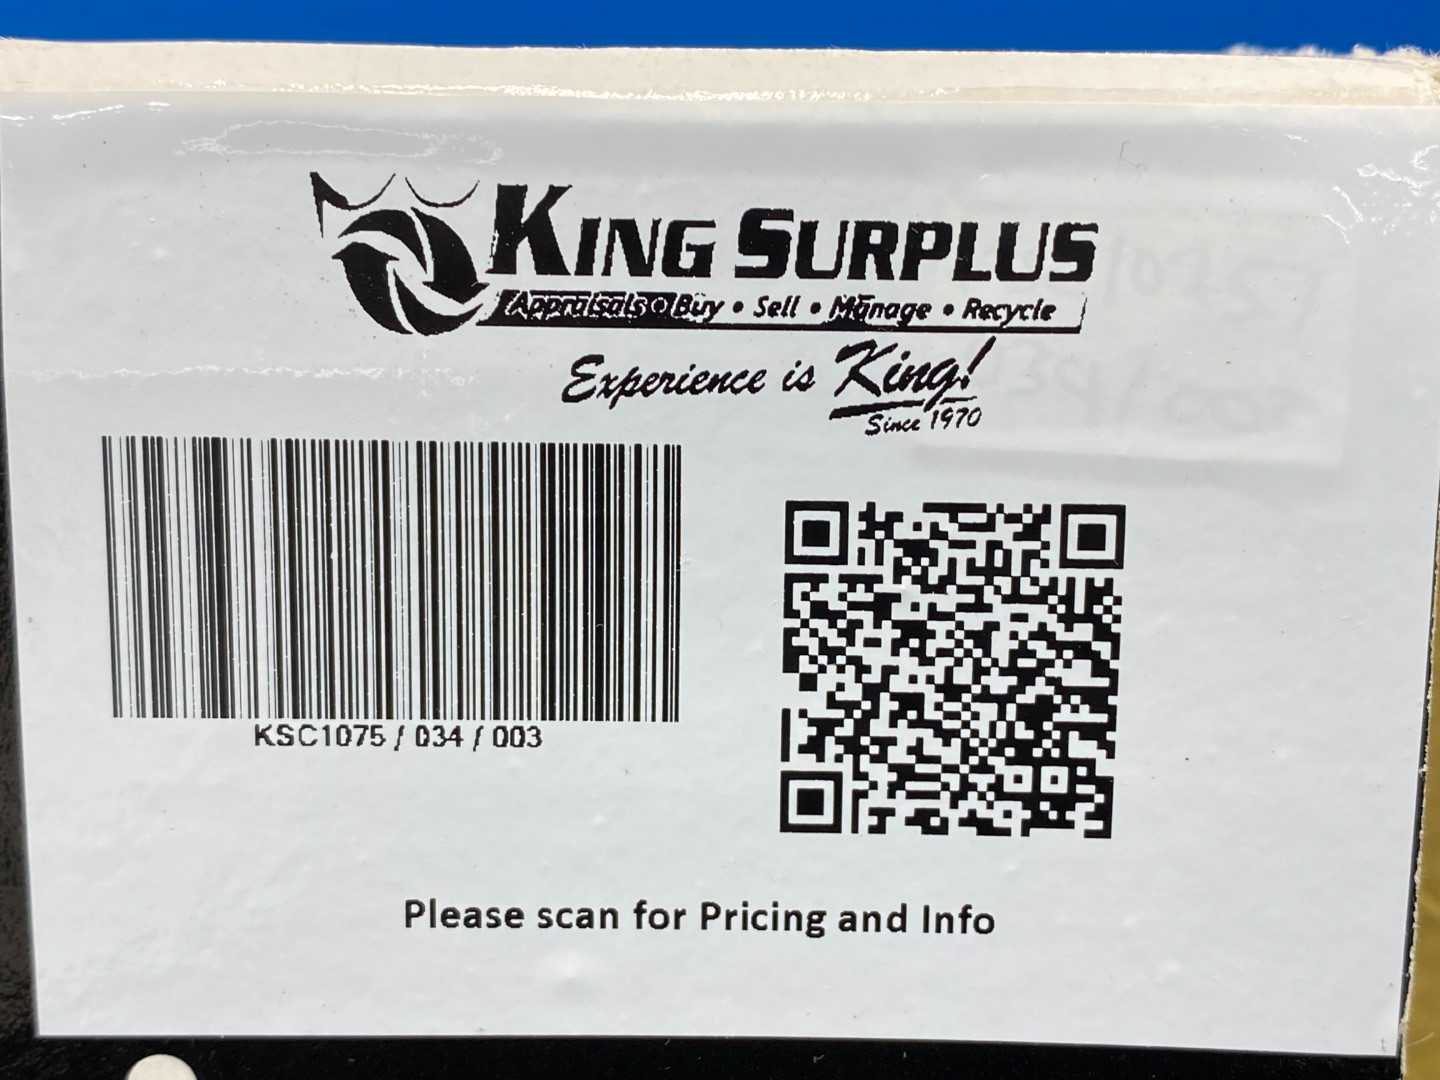 KING SURPLUS
Appraisals • Buy • Sell • Manage • Recycle
Experience is King!
Since 1970
KSC1075 / 034 / 003
Please scan for Pricing and Info